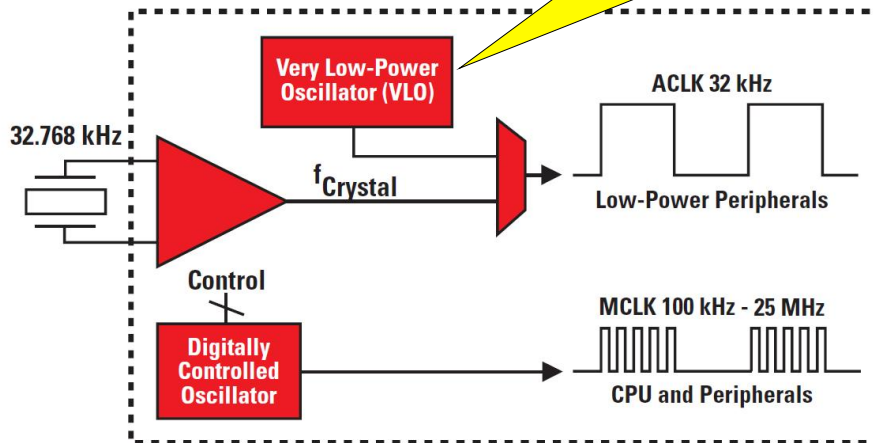 Very Low-Power
Oscillator (VLO)
ACLK 32 kHz
32.768 kHz
fCrystal
Low-Power Peripherals
Control
MCLK 100 kHz - 25 MHz
Digitally
Controlled
Oscillator
CPU and Peripherals